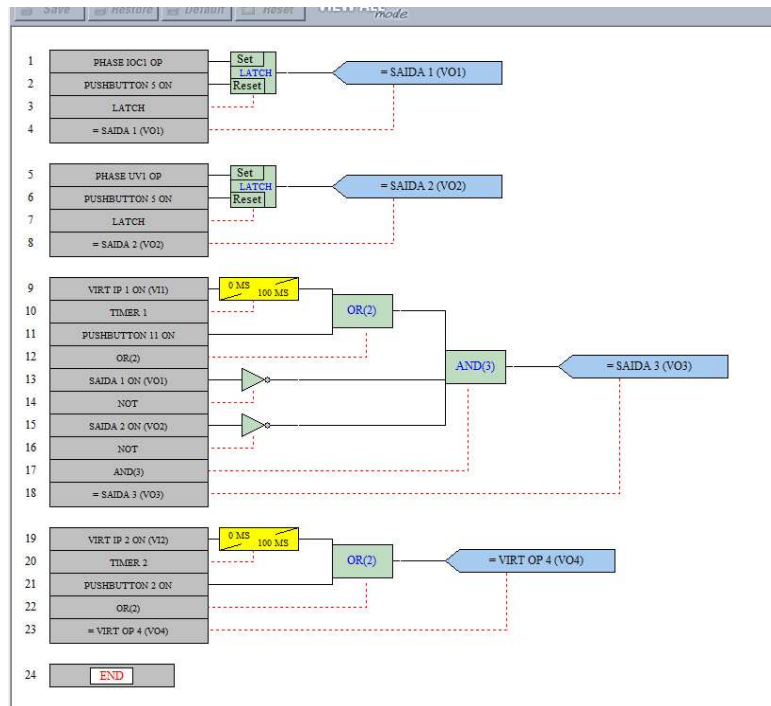 Save Restore Default Reset VIEW ALL mode
1 PHASE IOC1 OP Set
LATCH = SAIDA 1 (VO1)
2 PUSHBUTTON 5 ON Reset
3 LATCH
4 = SAIDA 1 (VO1)
5 PHASE UV1 OP Set
LATCH = SAIDA 2 (VO2)
6 PUSHBUTTON 5 ON Reset
7 LATCH
8 = SAIDA 2 (VO2)
9 VIRT IP 1 ON (VI1) 0 MS 100 MS
10 TIMER 1 OR(2)
11 PUSHBUTTON 11 ON
12 OR(2)
13 SAIDA 1 ON (VO1) AND(3) = SAIDA 3 (VO3)
14 NOT
15 SAIDA 2 ON (VO2)
16 NOT
17 AND(3)
18 = SAIDA 3 (VO3)
19 VIRT IP 2 ON (VI2) 0 MS 100 MS
20 TIMER 2 OR(2) = VIRT OP 4 (VO4)
21 PUSHBUTTON 2 ON
22 OR(2)
23 = VIRT OP 4 (VO4)
24 END